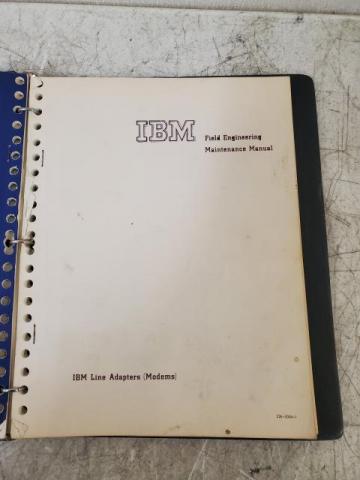 IBM
Field Engineering
Maintenance Manual
IBM Line Adapters (Modems)